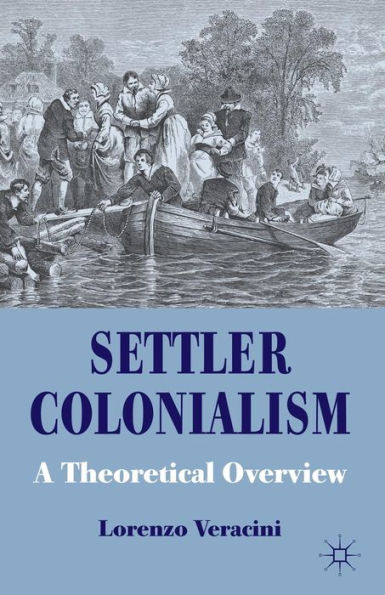 SETTLER
COLONIALISM
A Theoretical Overview
Lorenzo Veracini